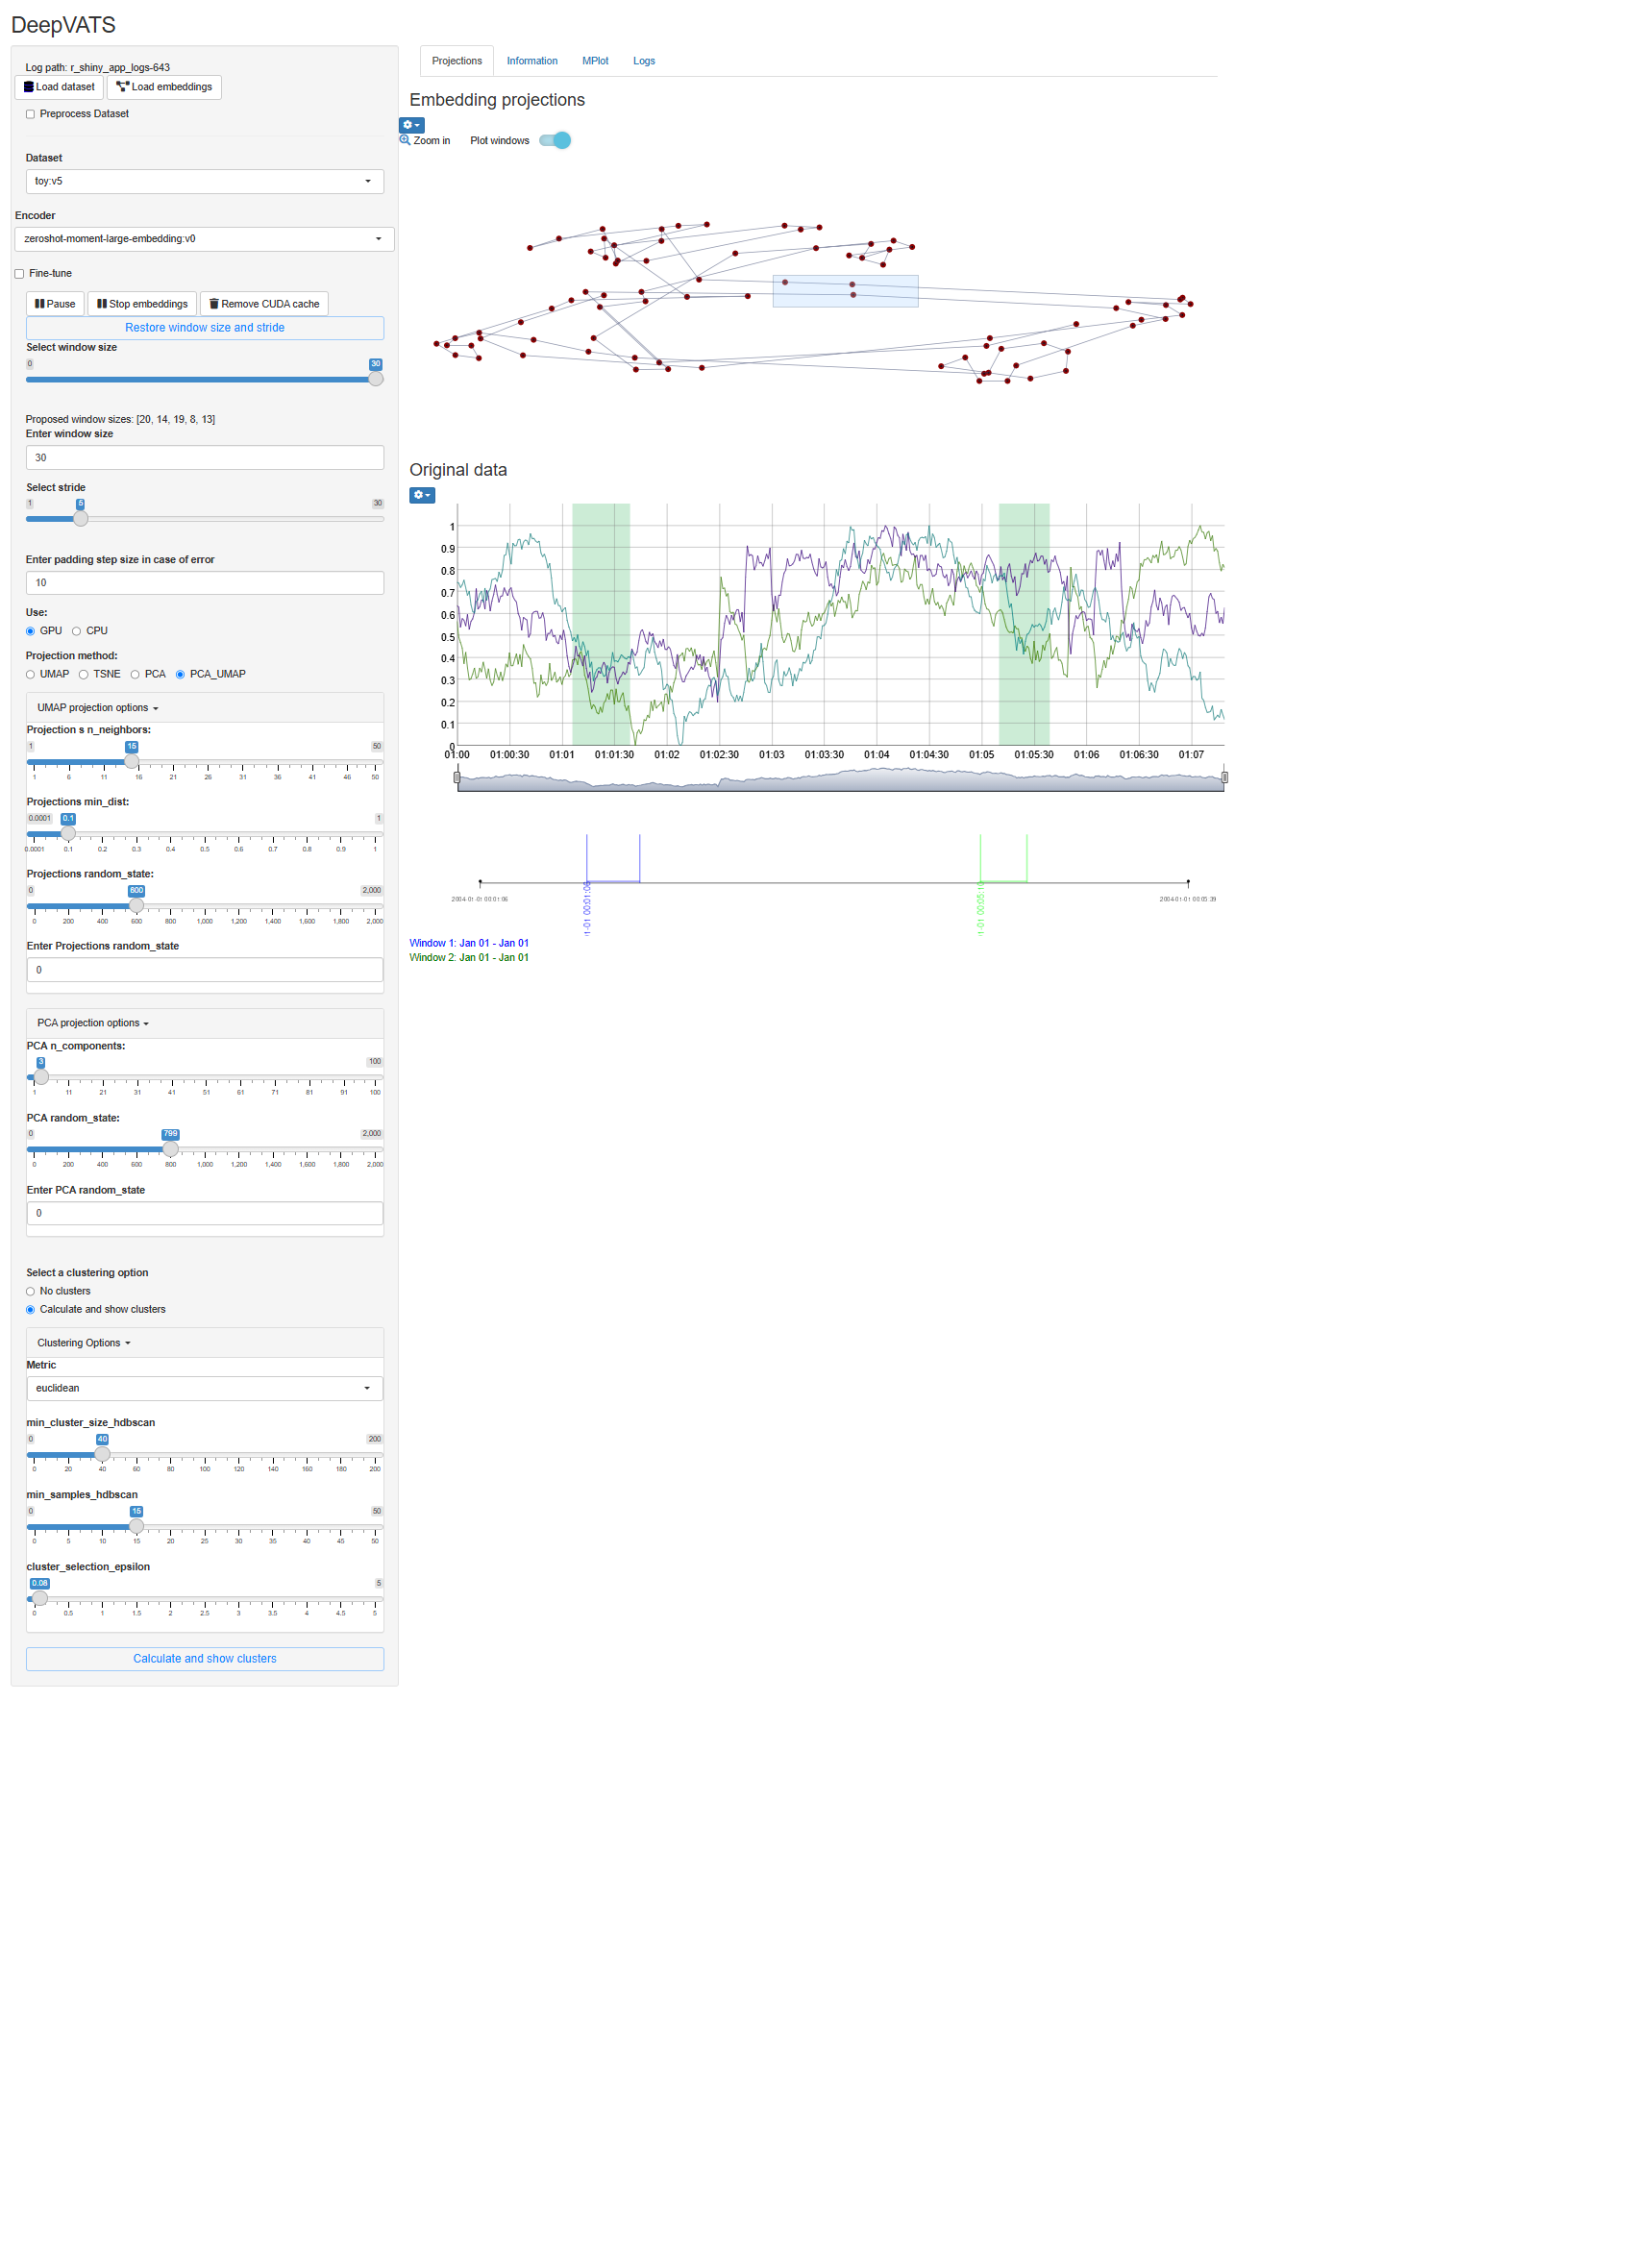 DeepVATS
Log path: r_shiny_app_logs-643
Load dataset Load embeddings
Preprocess Dataset
Dataset
toy:v5
Encoder
zeroshot-moment-large-embedding:v0
Fine-tune
Pause Stop embeddings Remove CUDA cache
Restore window size and stride
Select window size
0 30
Proposed window sizes: [20, 14, 19, 8, 13]
Enter window size
30
Select stride
1 5 30
Enter padding step size in case of error
10
Use:
GPU CPU
Projection method:
UMAP TSNE PCA PCA_UMAP
UMAP projection options
Projection s n_neighbors:
1 15 50
1 6 11 16 21 26 31 36 41 46 50
Projections min_dist:
0.0001 0.1 1
0.0001 0.1 0.2 0.3 0.4 0.5 0.6 0.7 0.8 0.9 1
Projections random_state:
0 600 2,000
0 200 400 600 800 1,000 1,200 1,400 1,600 1,800 2,000
Enter Projections random_state
0
PCA projection options
PCA n_components:
3 100
1 11 21 31 41 51 61 71 81 91 100
PCA random_state:
0 799 2,000
0 200 400 600 800 1,000 1,200 1,400 1,600 1,800 2,000
Enter PCA random_state
0
Select a clustering option
No clusters
Calculate and show clusters
Clustering Options
Metric
euclidean
min_cluster_size_hdbscan
0 40 200
0 20 40 60 80 100 120 140 160 180 200
min_samples_hdbscan
0 15 50
0 5 10 15 20 25 30 35 40 45 50
cluster_selection_epsilon
0.08 5
0 0.5 1 1.5 2 2.5 3 3.5 4 4.5 5
Calculate and show clusters
Projections Information MPlot Logs
Embedding projections
Zoom in Plot windows
Original data
1
0.9
0.8
0.7
0.6
0.5
0.4
0.3
0.2
0.1
0
01:00 01:00:30 01:01 01:01:30 01:02 01:02:30 01:03 01:03:30 01:04 01:04:30 01:05 01:05:30 01:06 01:06:30 01:07
2004-01-01 00:01:06 2004-01-01 00:05:39
Window 1: Jan 01 - Jan 01
Window 2: Jan 01 - Jan 01